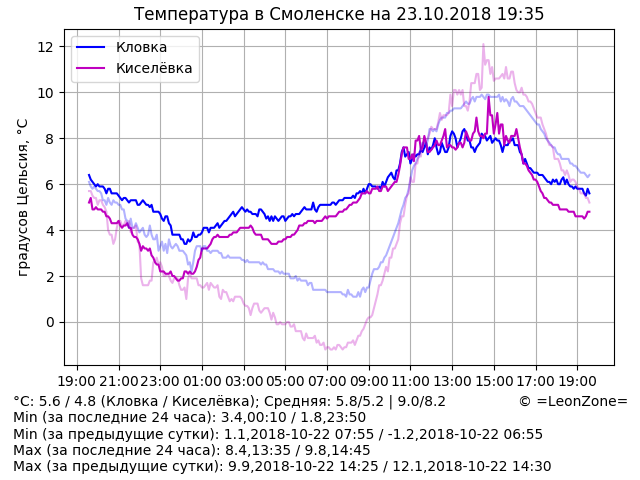 Температура в Смоленске на 23.10.2018 19:35
Кловка
Киселёвка
градусов Цельсия, °C
12
10
8
6
4
2
0
19:00 21:00 23:00 01:00 03:00 05:00 07:00 09:00 11:00 13:00 15:00 17:00 19:00
°C: 5.6 / 4.8 (Кловка / Киселёвка); Средняя: 5.8/5.2 | 9.0/8.2 © =LeonZone=
Min (за последние 24 часа): 3.4,00:10 / 1.8,23:50
Min (за предыдущие сутки): 1.1,2018-10-22 07:55 / -1.2,2018-10-22 06:55
Max (за последние 24 часа): 8.4,13:35 / 9.8,14:45
Max (за предыдущие сутки): 9.9,2018-10-22 14:25 / 12.1,2018-10-22 14:30